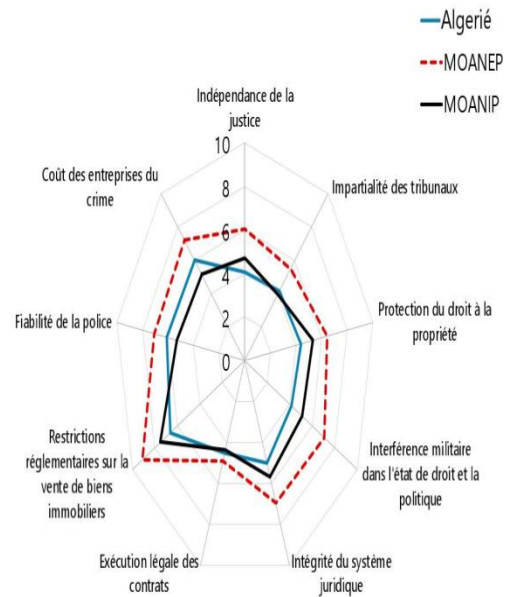 Algerié
MOANEP
MOANIP
Indépendance de la
justice
10
8
6
4
2
0
Impartialité des tribunaux
Protection du droit à la
propriété
Interférence militaire
dans l'état de droit et la
politique
Intégrité du système
juridique
Exécution légale des
contrats
Restrictions
réglementaires sur la
vente de biens
immobiliers
Fiabilité de la police
Coût des entreprises du
crime